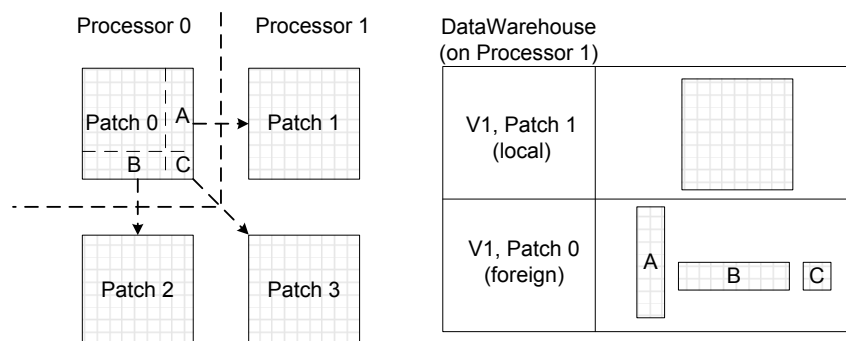 Processor 0
Processor 1
Patch 0
A
B
C
Patch 1
Patch 2
Patch 3
DataWarehouse
(on Processor 1)
V1, Patch 1
(local)
V1, Patch 0
(foreign)
A
B
C